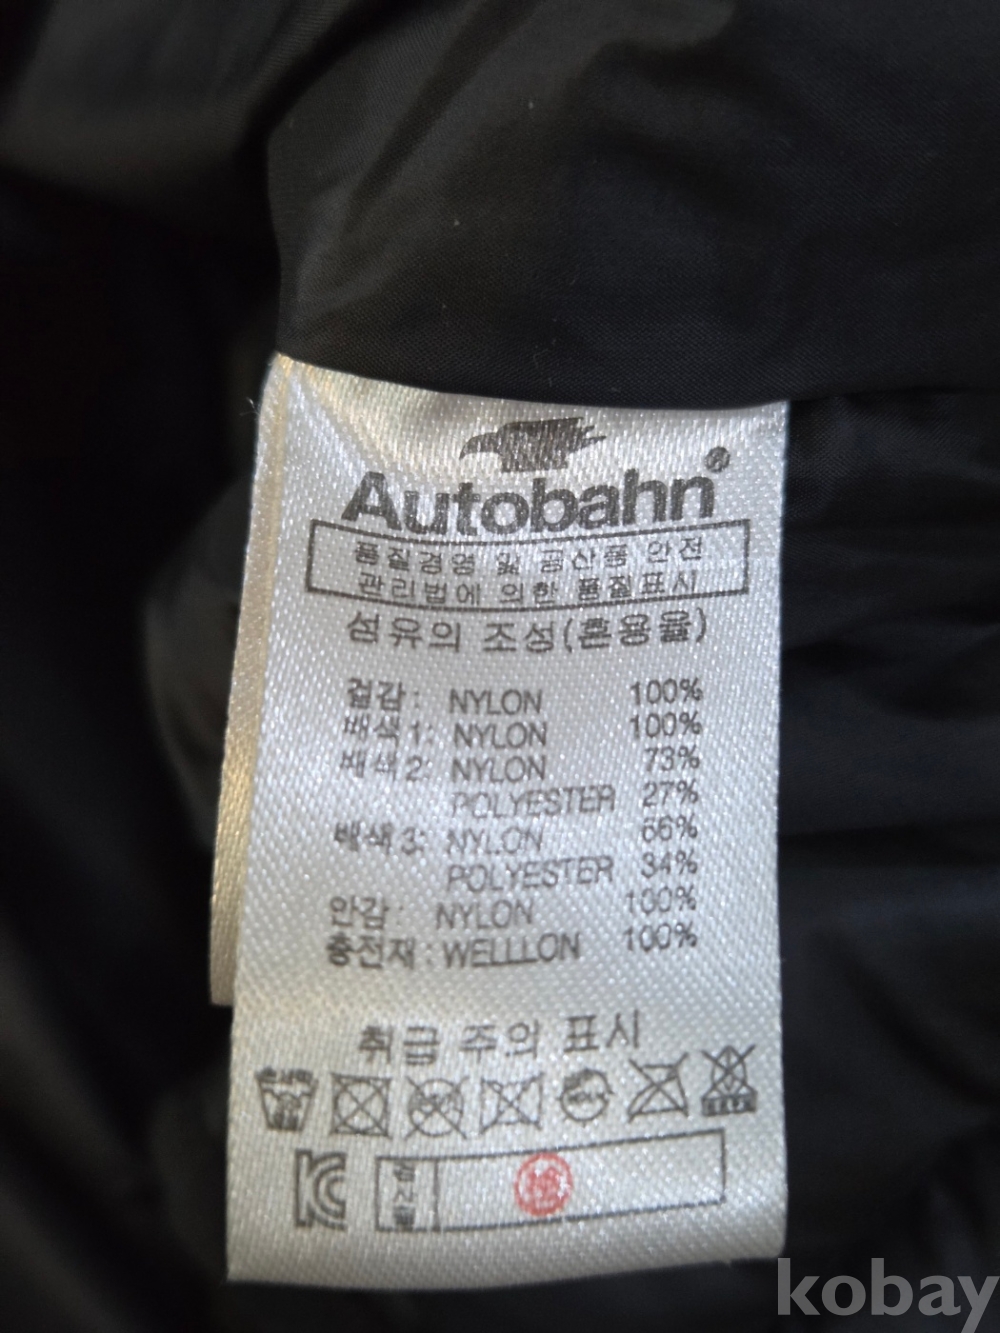 Autobahn®
품질경영 및 공산품 안전
관리법에 의한 품질표시
섬유의 조성(혼용율)
겉감: NYLON 100%
배색1: NYLON 100%
배색2: NYLON 73%
POLYESTER 27%
배색3: NYLON 66%
POLYESTER 34%
안감: NYLON 100%
충전재: WELLLON 100%
취급 주의 표시
KC
kobay